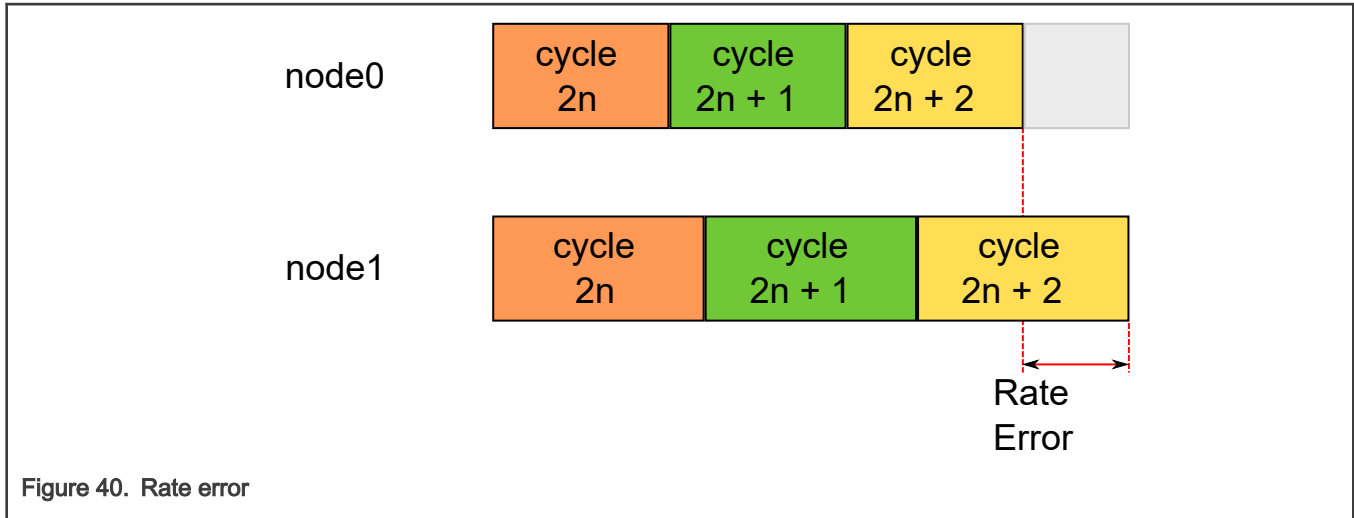 node0
cycle
2n
cycle
2n + 1
cycle
2n + 2
node1
cycle
2n
cycle
2n + 1
cycle
2n + 2
Rate
Error
Figure 40. Rate error